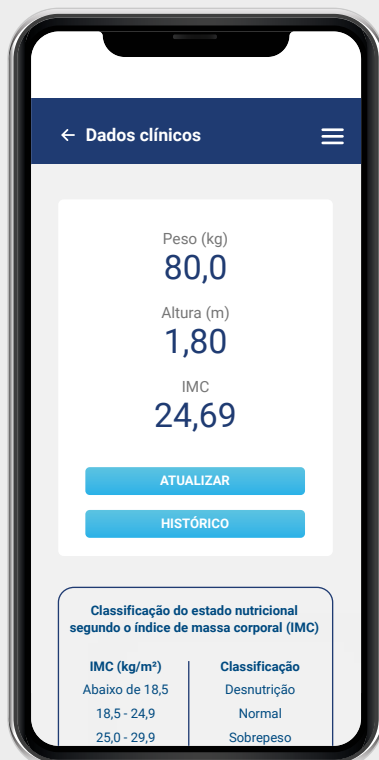 Dados clínicos
Peso (kg)
80,0
Altura (m)
1,80
IMC
24,69
ATUALIZAR
HISTÓRICO
Classificação do estado nutricional
segundo o índice de massa corporal (IMC)
IMC (kg/m²) Classificação
Abaixo de 18,5 Desnutrição
18,5 - 24,9 Normal
25,0 - 29,9 Sobrepeso